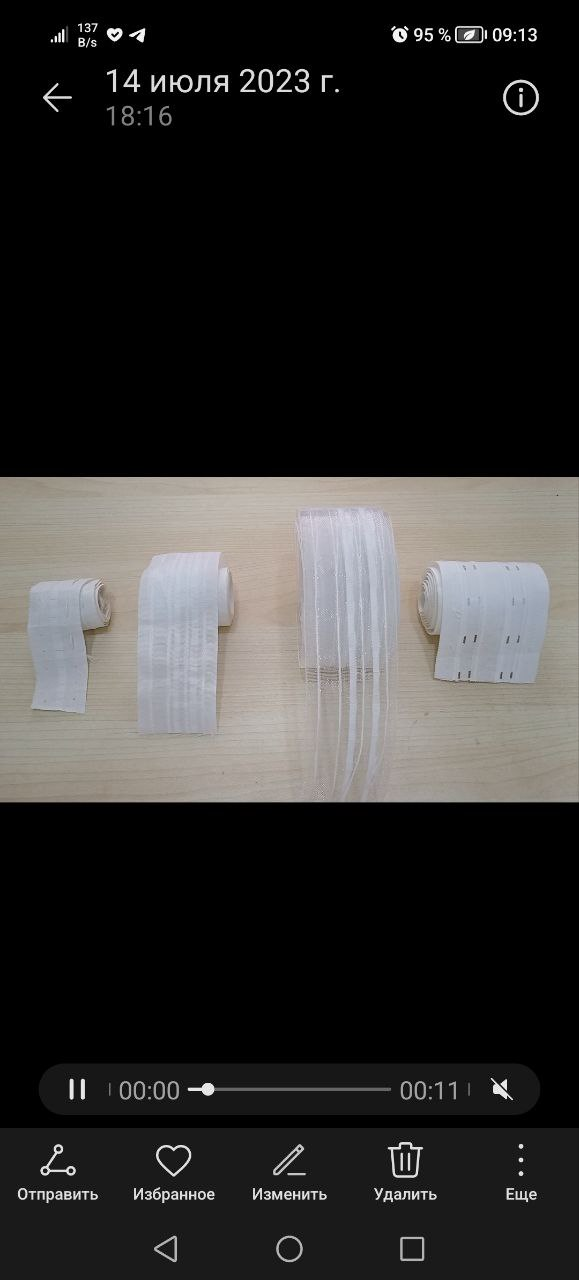 137
B/s
95 %
09:13
14 июля 2023 г.
18:16
00:00
00:11
Отправить
Избранное
Изменить
Удалить
Еще